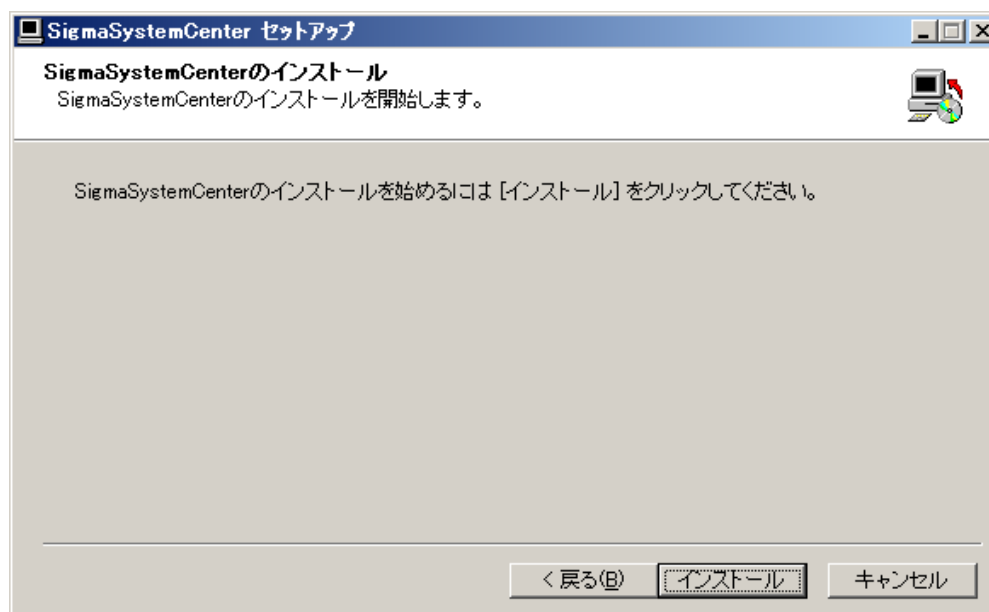 SigmaSystemCenter セットアップ
SigmaSystemCenterのインストール
SigmaSystemCenterのインストールを開始します。
SigmaSystemCenterのインストールを始めるには [インストール] をクリックしてください。
< 戻る(B)
インストール
キャンセル